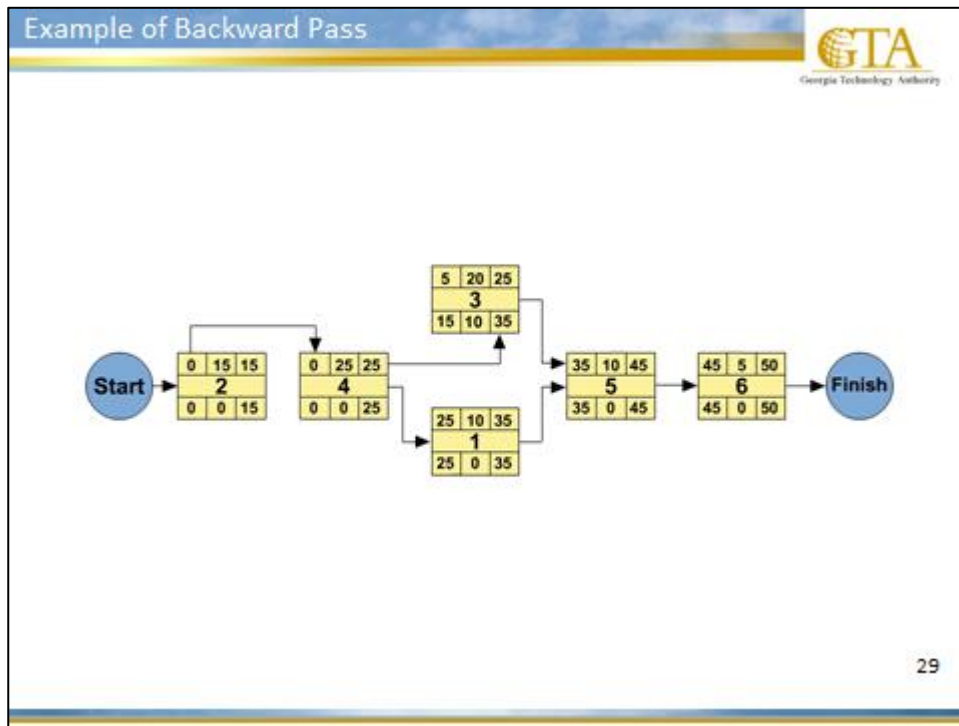 Example of Backward Pass
GTA
Georgia Technology Authority
Start
0 15 15
2
0 0 15
0 25 25
4
0 0 25
5 20 25
3
15 10 35
25 10 35
1
25 0 35
35 10 45
5
35 0 45
45 5 50
6
45 0 50
Finish
29